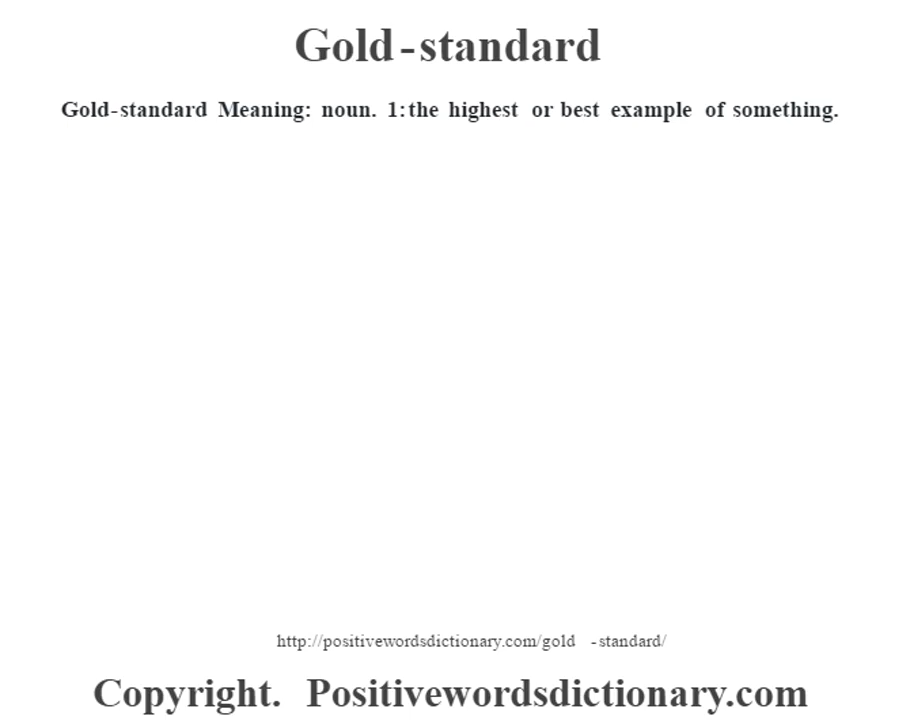 Gold-standard
Gold-standard Meaning: noun. 1:the highest or best example of something.
http://positivewordsdictionary.com/gold -standard/
Copyright. Positivewordsdictionary.com